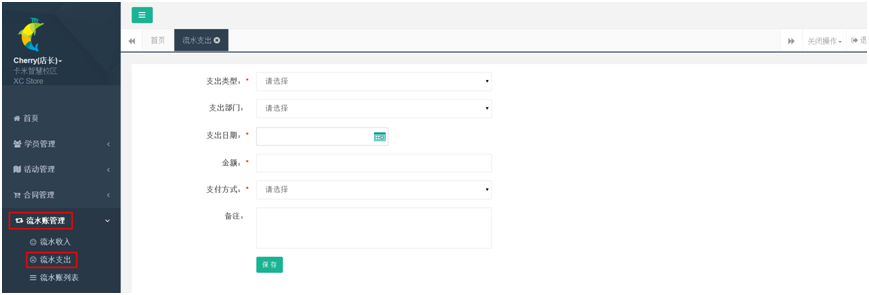 首页
流水支出
关闭操作
Cherry(店长)
卡米智慧校区
XC Store
首页
学员管理
活动管理
合同管理
流水账管理
流水收入
流水支出
流水账列表
支出类型： *
请选择
支出部门：
请选择
支出日期： *
金额： *
支付方式： *
请选择
备注：
保存